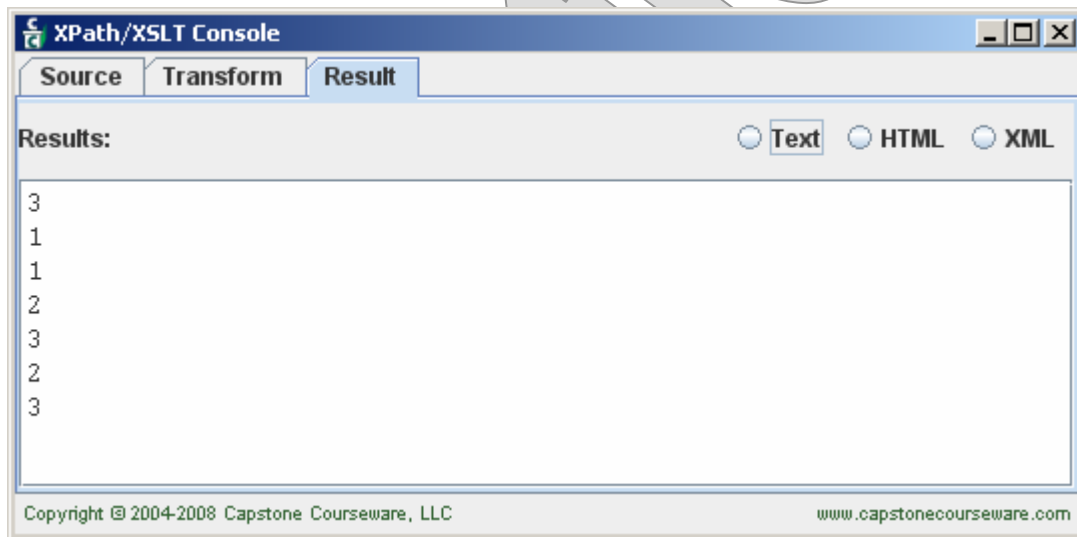 XPath/XSLT Console
Source Transform Result
Results: Text HTML XML
3
1
1
2
3
2
3
Copyright © 2004-2008 Capstone Courseware, LLC www.capstonecourseware.com